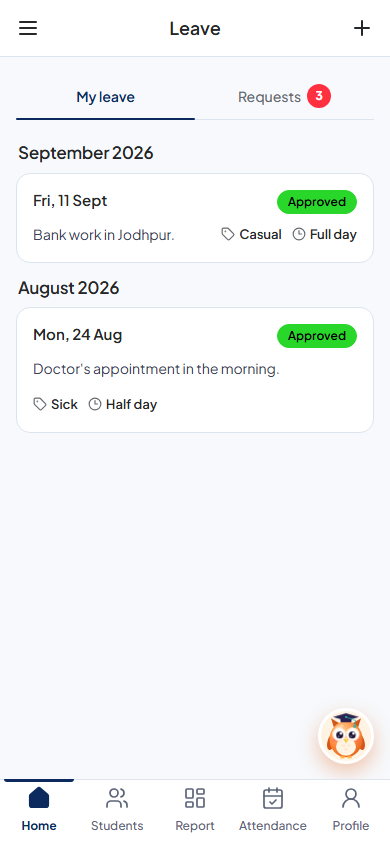 Leave
My leave
Requests 3
September 2026
Fri, 11 Sept Approved
Bank work in Jodhpur. Casual Full day
August 2026
Mon, 24 Aug Approved
Doctor's appointment in the morning.
Sick Half day
Home Students Report Attendance Profile